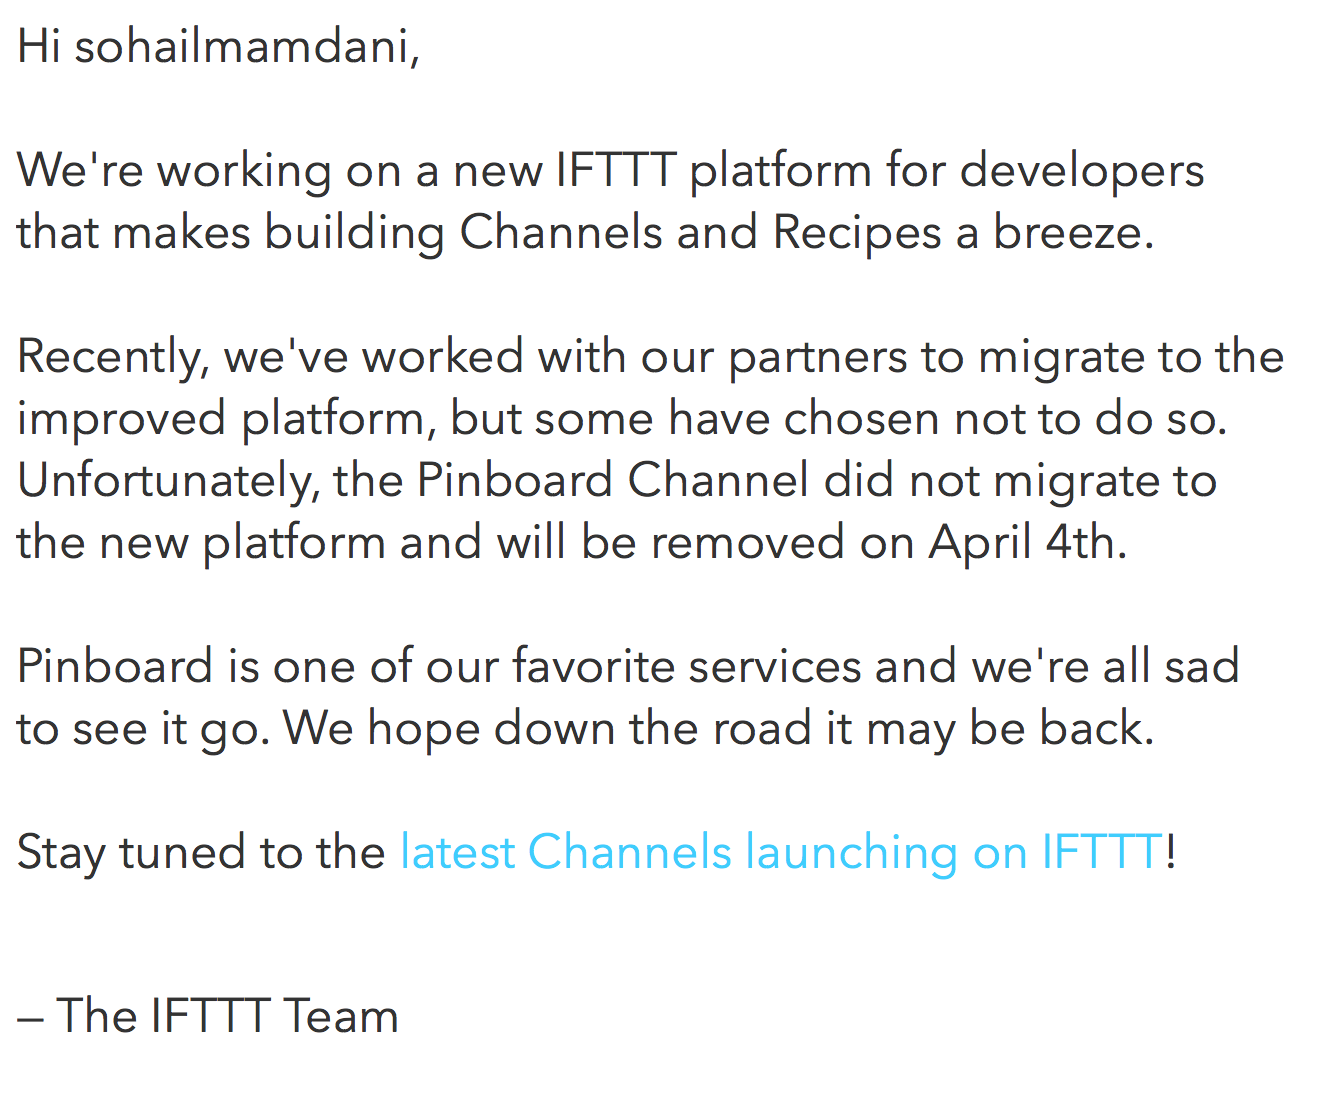 Hi sohailmamdani,
We're working on a new IFTTT platform for developers
that makes building Channels and Recipes a breeze.
Recently, we've worked with our partners to migrate to the
improved platform, but some have chosen not to do so.
Unfortunately, the Pinboard Channel did not migrate to
the new platform and will be removed on April 4th.
Pinboard is one of our favorite services and we're all sad
to see it go. We hope down the road it may be back.
Stay tuned to the latest Channels launching on IFTTT!
– The IFTTT Team